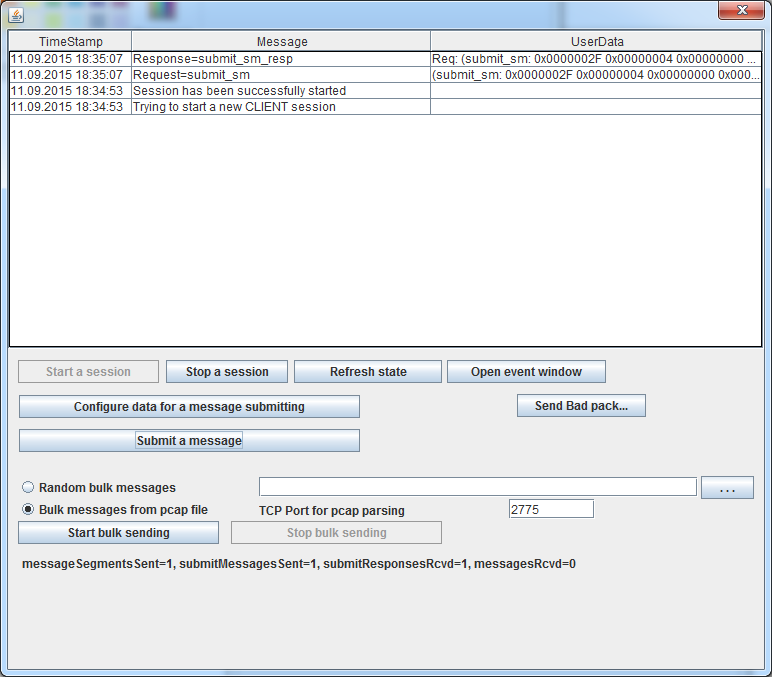 TimeStamp Message UserData
11.09.2015 18:35:07 Response=submit_sm_resp Req: (submit_sm: 0x0000002F 0x00000004 0x00000000 ...
11.09.2015 18:35:07 Request=submit_sm (submit_sm: 0x0000002F 0x00000004 0x00000000 0x000...
11.09.2015 18:34:53 Session has been successfully started
11.09.2015 18:34:53 Trying to start a new CLIENT session
Start a session Stop a session Refresh state Open event window
Configure data for a message submitting Send Bad pack...
Submit a message
Random bulk messages ...
Bulk messages from pcap file TCP Port for pcap parsing 2775
Start bulk sending Stop bulk sending
messageSegmentsSent=1, submitMessagesSent=1, submitResponsesRcvd=1, messagesRcvd=0